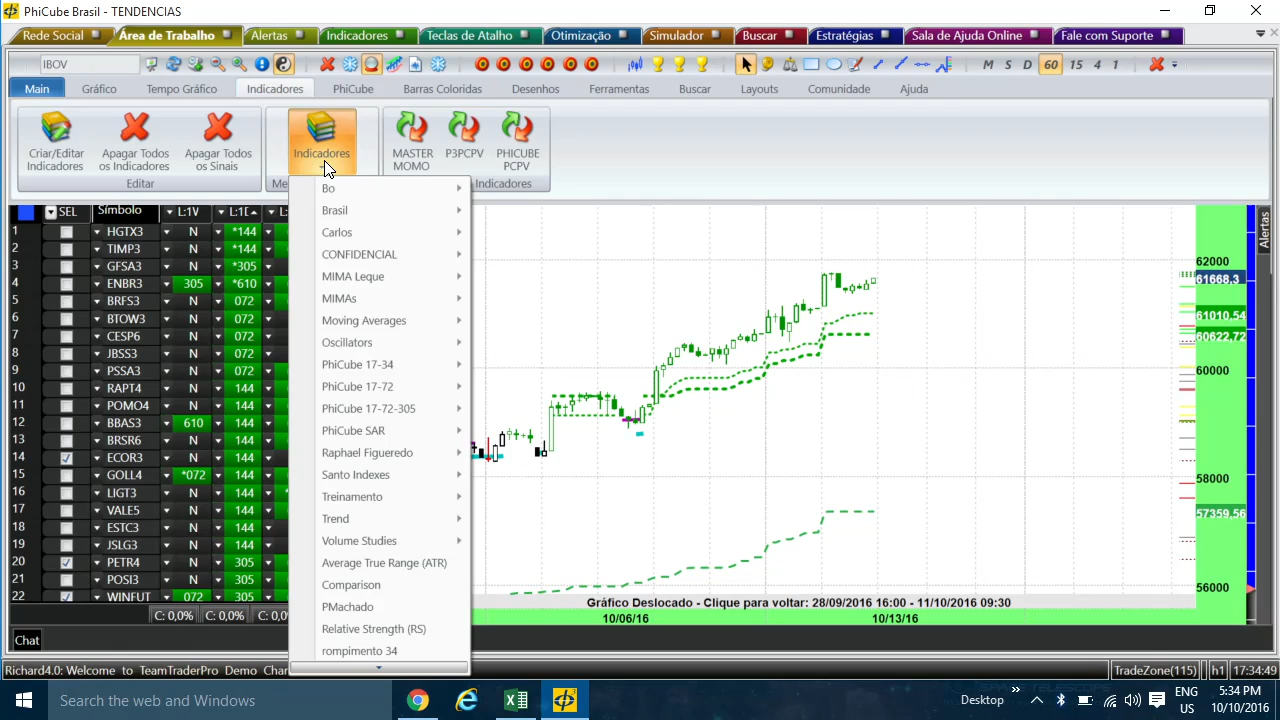 PhiCube Brasil - TENDENCIAS
Rede Social
Área de Trabalho
Alertas
Indicadores
Teclas de Atalho
Otimização
Simulador
Buscar
Estratégias
Sala de Ajuda Online
Fale com Suporte
IBOV
M S D 60 15 4 1
Main
Gráfico
Tempo Gráfico
Indicadores
PhiCube
Barras Coloridas
Desenhos
Ferramentas
Buscar
Layouts
Comunidade
Ajuda
Criar/Editar
Indicadores
Apagar Todos
os Indicadores
Apagar Todos
os Sinais
Editar
Indicadores
Me
MASTER
MOMO
P3PCPV
PHICUBE
PCPV
Indicadores
Bo
Brasil
Carlos
CONFIDENCIAL
MIMA Leque
MIMAs
Moving Averages
Oscillators
PhiCube 17-34
PhiCube 17-72
PhiCube 17-72-305
PhiCube SAR
Raphael Figueredo
Santo Indexes
Treinamento
Trend
Volume Studies
Average True Range (ATR)
Comparison
PMachado
Relative Strength (RS)
rompimento 34
SEL Símbolo L:1V L:1D L:
1 HGTX3 N *144
2 TIMP3 N *144
3 GFSA3 N *305
4 ENBR3 305 *610
5 BRFS3 N 072
6 BTOW3 N 072
7 CESP6 N 072
8 JBSS3 N 072
9 PSSA3 N 072
10 RAPT4 N 144
11 POMO4 N 144
12 BBAS3 610 144
13 BRSR6 N 144
14 ECOR3 N 144
15 GOLL4 *072 144
16 LIGT3 N 144
17 VALE5 N 144
18 ESTC3 N 144
19 JSLG3 N 144
20 PETR4 N 305
21 POSI3 N 305
22 WINFUT 072 305
C: 0,0% C: 0,0% C: 0,0
62000
61668,3
61010,54
60622,72
60000
58000
57359,56
56000
Alertas
Gráfico Deslocado - Clique para voltar: 28/09/2016 16:00 - 11/10/2016 09:30
10/06/16 10/13/16
Chat
Richard4.0: Welcome to TeamTraderPro Demo Char
TradeZone(115) h1 17:34:49
Search the web and Windows
Desktop
ENG
US
5:34 PM
10/10/2016